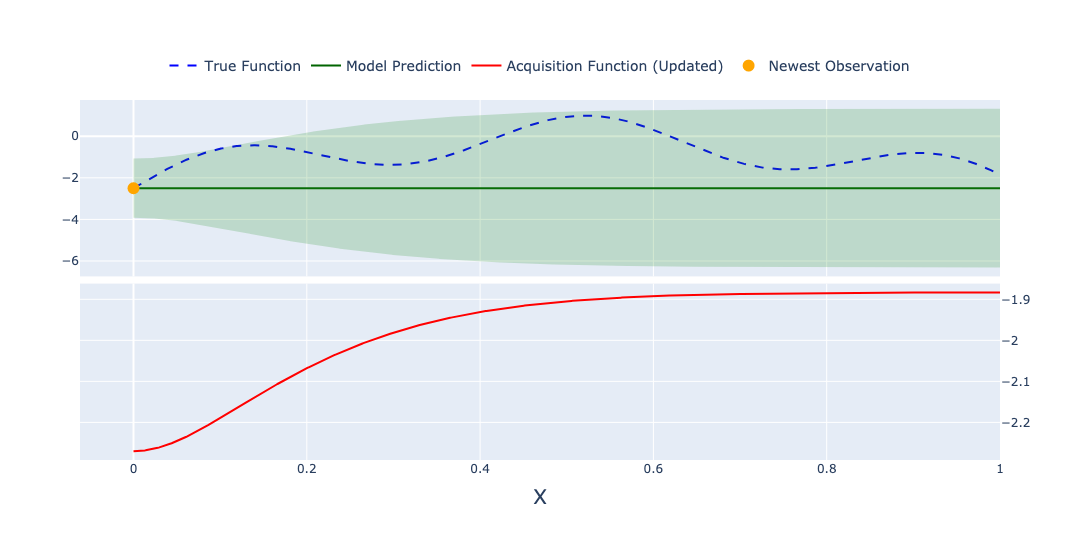 True Function Model Prediction Acquisition Function (Updated) Newest Observation
0
−2
−4
−6
−1.9
−2
−2.1
−2.2
0 0.2 0.4 0.6 0.8 1
X